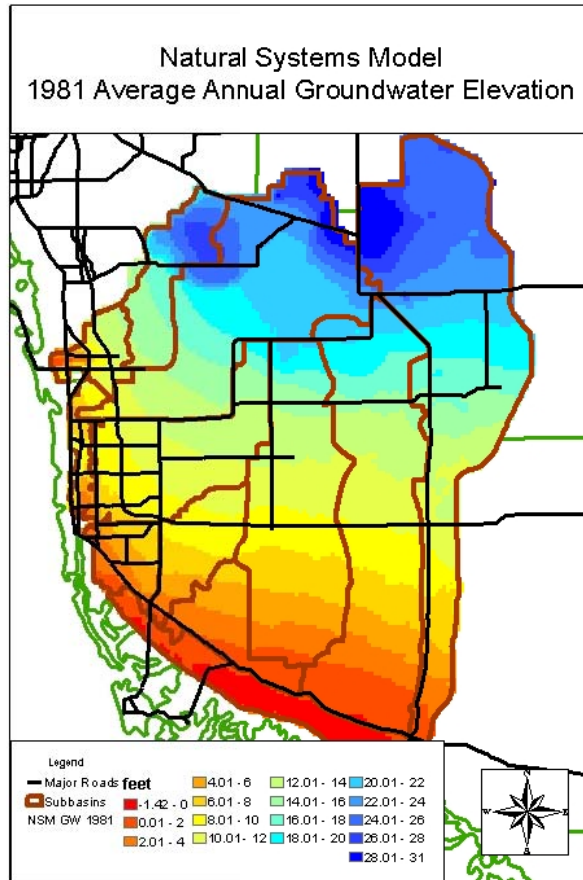 Natural Systems Model
1981 Average Annual Groundwater Elevation
Legend
Major Roads
Subbasins
NSM GW 1981
feet
-1.42 - 0
0.01 - 2
2.01 - 4
4.01 - 6
6.01 - 8
8.01 - 10
10.01 - 12
12.01 - 14
14.01 - 16
16.01 - 18
18.01 - 20
20.01 - 22
22.01 - 24
24.01 - 26
26.01 - 28
28.01 - 31
N
W
E
S